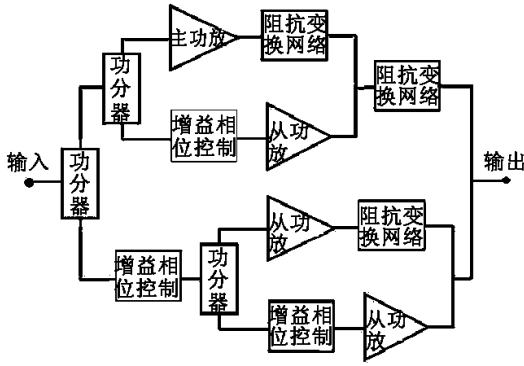 主功放
阻抗变
换网络
功
分
器
阻抗变
换网络
增益相
位控制
从功
放
输入
功
分
器
输出
从功
放
阻抗变
换网络
增益相
位控制
功
分
器
增益相
位控制
从功
放